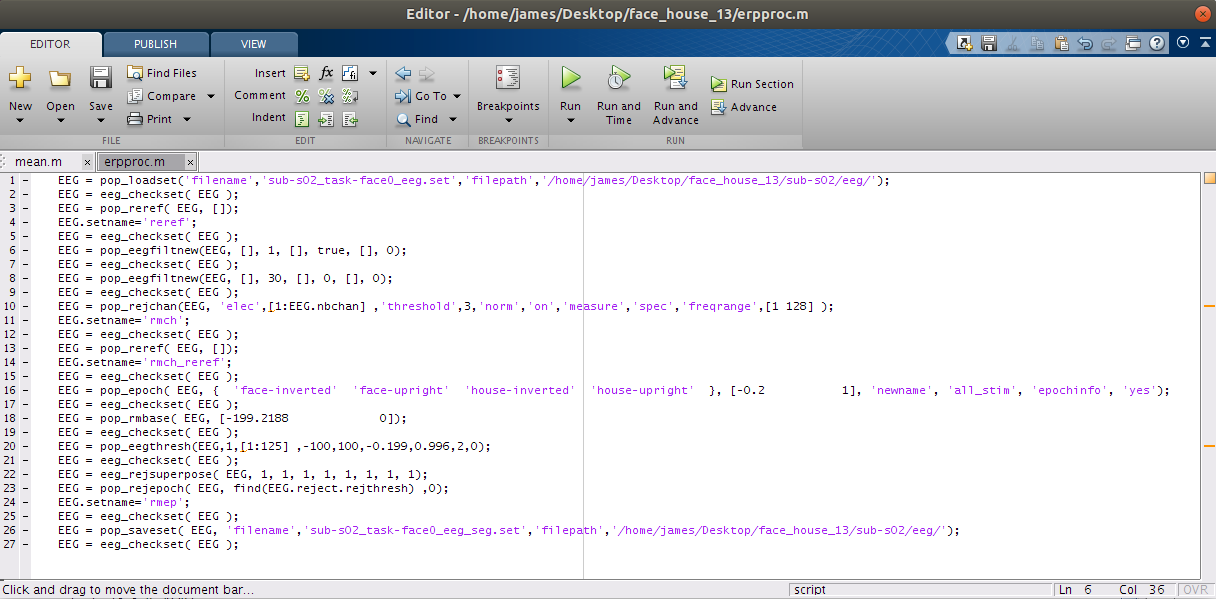 Editor - /home/james/Desktop/face_house_13/erpproc.m
EDITOR PUBLISH VIEW
New Open Save Find Files Compare Print
Insert fx Comment Indent
Go To Find
Breakpoints
Run Run and Time Run and Advance Run Section Advance
FILE EDIT NAVIGATE BREAKPOINTS RUN
mean.m x erpproc.m x
1 - EEG = pop_loadset('filename','sub-s02_task-face0_eeg.set','filepath','/home/james/Desktop/face_house_13/sub-s02/eeg/');
2 - EEG = eeg_checkset( EEG );
3 - EEG = pop_reref( EEG, []);
4 - EEG.setname='reref';
5 - EEG = eeg_checkset( EEG );
6 - EEG = pop_eegfiltnew(EEG, [], 1, [], true, [], 0);
7 - EEG = eeg_checkset( EEG );
8 - EEG = pop_eegfiltnew(EEG, [], 30, [], 0, [], 0);
9 - EEG = eeg_checkset( EEG );
10 - EEG = pop_rejchan(EEG, 'elec',[1:EEG.nbchan] ,'threshold',3,'norm','on','measure','spec','freqrange',[1 128] );
11 - EEG.setname='rmch';
12 - EEG = eeg_checkset( EEG );
13 - EEG = pop_reref( EEG, []);
14 - EEG.setname='rmch_reref';
15 - EEG = eeg_checkset( EEG );
16 - EEG = pop_epoch( EEG, { 'face-inverted' 'face-upright' 'house-inverted' 'house-upright' }, [-0.2 1], 'newname', 'all_stim', 'epochinfo', 'yes');
17 - EEG = eeg_checkset( EEG );
18 - EEG = pop_rmbase( EEG, [-199.2188 0]);
19 - EEG = eeg_checkset( EEG );
20 - EEG = pop_eegthresh(EEG,1,[1:125] ,-100,100,-0.199,0.996,2,0);
21 - EEG = eeg_checkset( EEG );
22 - EEG = eeg_rejsuperpose( EEG, 1, 1, 1, 1, 1, 1, 1, 1);
23 - EEG = pop_rejepoch( EEG, find(EEG.reject.rejthresh) ,0);
24 - EEG.setname='rmep';
25 - EEG = eeg_checkset( EEG );
26 - EEG = pop_saveset( EEG, 'filename','sub-s02_task-face0_eeg_seg.set','filepath','/home/james/Desktop/face_house_13/sub-s02/eeg/');
27 - EEG = eeg_checkset( EEG );
Click and drag to move the document bar... script Ln 6 Col 36 OVR